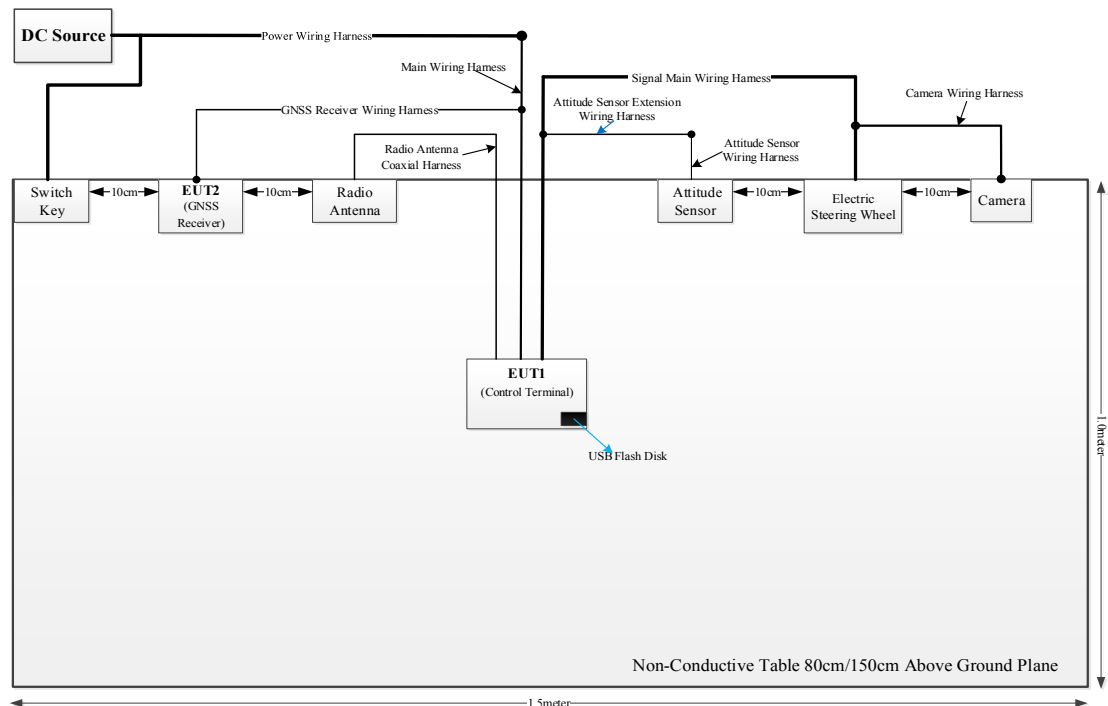 DC Source
Power Wiring Harness
Main Wiring Harness
Signal Main Wiring Harness
GNSS Receiver Wiring Harness
Attitude Sensor Extension
Wiring Harness
Camera Wiring Harness
Radio Antenna
Coaxial Harness
Attitude Sensor
Wiring Harness
Switch
Key
10cm
EUT2
(GNSS
Receiver)
10cm
Radio
Antenna
Attitude
Sensor
10cm
Electric
Steering Wheel
10cm
Camera
EUT1
(Control Terminal)
USB Flash Disk
1.0meter
Non-Conductive Table 80cm/150cm Above Ground Plane
1.5meter